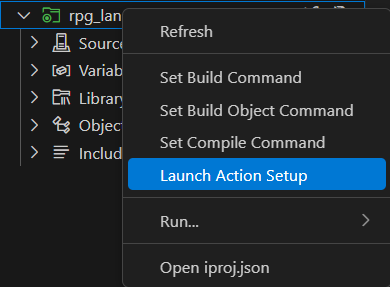 rpg_lan
Refresh
Source
Set Build Command
Variab
Set Build Object Command
Library
Set Compile Command
Object
Launch Action Setup
Includ
Run...
Open iproj.json